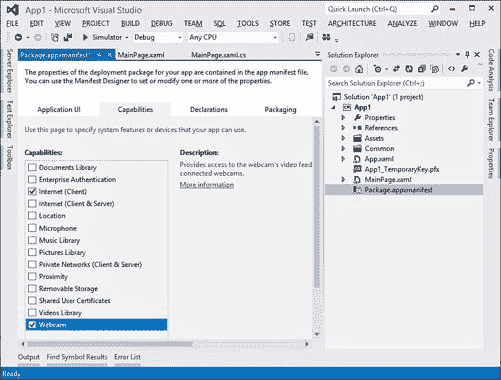 App1 - Microsoft Visual Studio
Quick Launch (Ctrl+Q)
FILE EDIT VIEW PROJECT BUILD DEBUG TEAM SQL TOOLS STORE TEST ARCHITECTURE ANALYZE WINDOW HELP
Simulator Debug Any CPU
Server Explorer
Test Explorer
Toolbox
Package.appxmanifest
MainPage.xaml
MainPage.xaml.cs
The properties of the deployment package for your app are contained in the app manifest file. You can use the Manifest Designer to set or modify one or more of the properties.
Application UI
Capabilities
Declarations
Packaging
Use this page to specify system features or devices that your app can use.
Capabilities:
Documents Library
Enterprise Authentication
Internet (Client)
Internet (Client & Server)
Location
Microphone
Music Library
Pictures Library
Private Networks (Client & Server)
Proximity
Removable Storage
Shared User Certificates
Videos Library
Webcam
Description:
Provides access to the webcam's video feed
connected webcams.
More information
Solution Explorer
Search Solution Explorer (Ctrl+;)
Solution 'App1' (1 project)
App1
Properties
References
Assets
Common
App.xaml
App1_TemporaryKey.pfx
MainPage.xaml
Package.appxmanifest
Code Analysis
Team Explorer
Properties
Output
Find Symbol Results
Error List
Ready